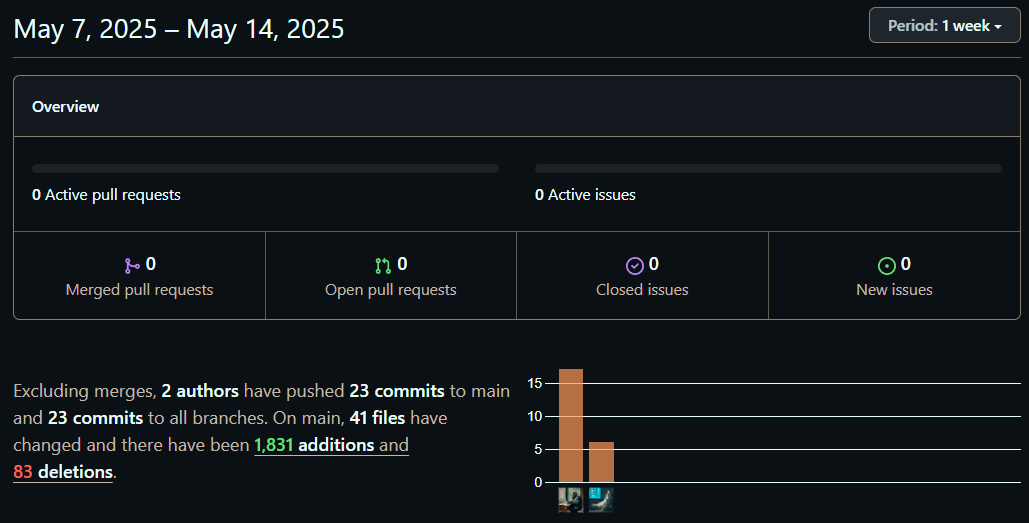 May 7, 2025 – May 14, 2025
Period: 1 week
Overview
0 Active pull requests
0 Active issues
0
Merged pull requests
0
Open pull requests
0
Closed issues
0
New issues
Excluding merges, 2 authors have pushed 23 commits to main
and 23 commits to all branches. On main, 41 files have
changed and there have been 1,831 additions and
83 deletions.
15
10
5
0